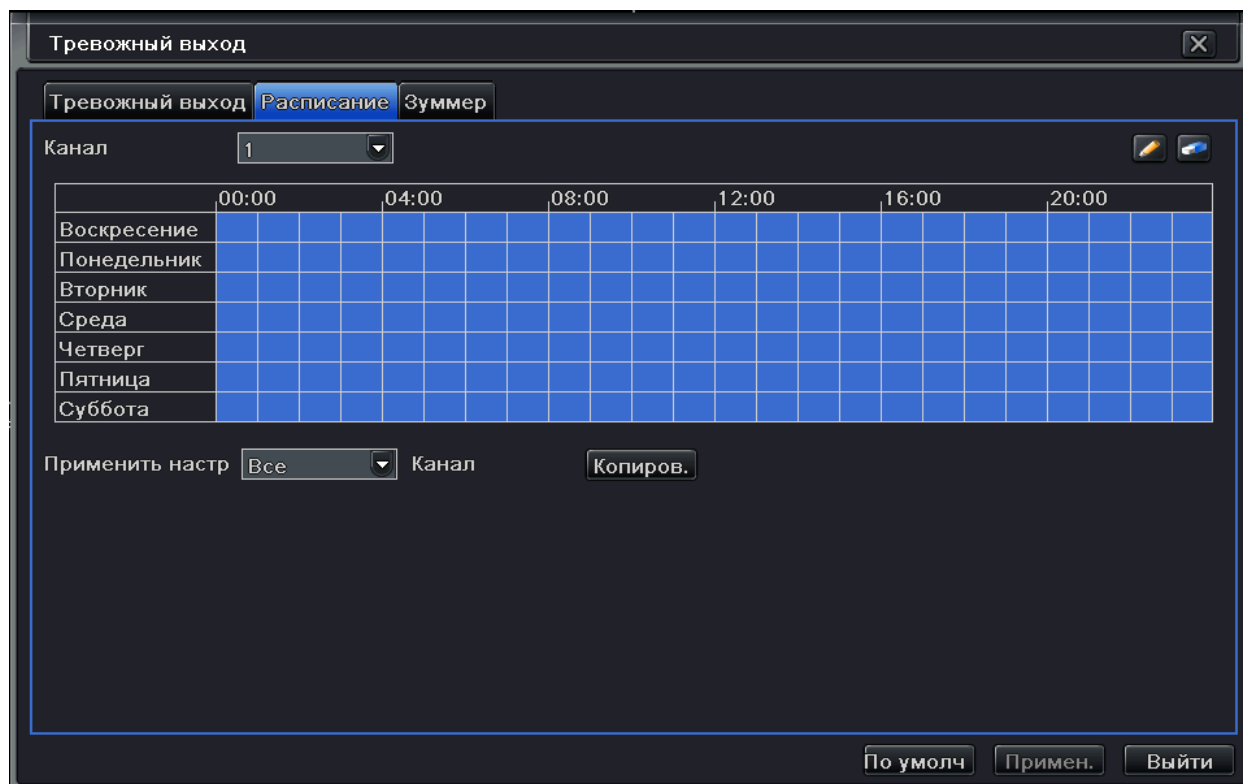 Тревожный выход
Тревожный выход Расписание Зуммер
Канал 1
00:00 04:00 08:00 12:00 16:00 20:00
Воскресение
Понедельник
Вторник
Среда
Четверг
Пятница
Суббота
Применить настр Все Канал Копиров.
По умолч Примен. Выйти